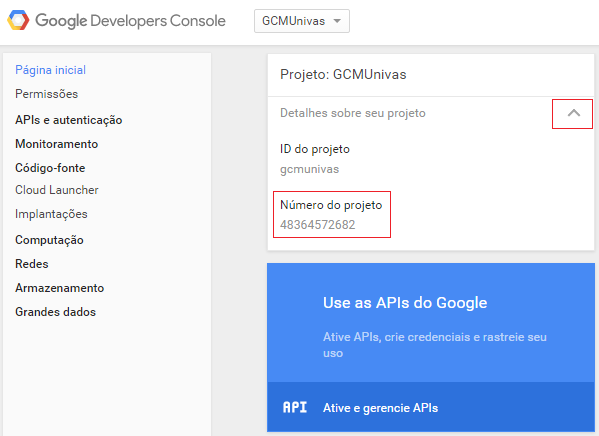 Google Developers Console
GCMUnivas
Página inicial
Permissões
APIs e autenticação
Monitoramento
Código-fonte
Cloud Launcher
Implantações
Computação
Redes
Armazenamento
Grandes dados
Projeto: GCMUnivas
Detalhes sobre seu projeto
ID do projeto
gcmunivas
Número do projeto
48364572682
Use as APIs do Google
Ative APIs, crie credenciais e rastreie seu
uso
API
Ative e gerencie APIs